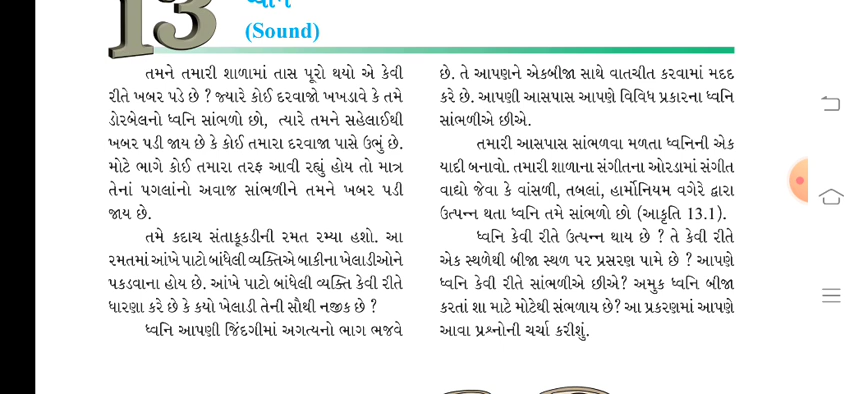 13
ધ્વનિ
(Sound)
તમને તમારી શાળામાં તાસ પૂરો થયો એ કેવી
રીતે ખબર પડે છે ? જ્યારે કોઈ દરવાજો ખખડાવે કે તમે
ડોરબેલનો ધ્વનિ સાંભળો છો, ત્યારે તમને સહેલાઈથી
ખબર પડી જાય છે કે કોઈ તમારા દરવાજા પાસે ઉભું છે.
મોટે ભાગે કોઈ તમારા તરફ આવી રહ્યું હોય તો માત્ર
તેનાં પગલાંનો અવાજ સાંભળીને તમને ખબર પડી
જાય છે.
તમે કદાચ સંતાકૂકડીની રમત રમ્યા હશો. આ
રમતમાં આંખે પાટો બાંધેલી વ્યક્તિએ બાકીના ખેલાડીઓને
પકડવાના હોય છે. આંખે પાટો બાંધેલી વ્યક્તિ કેવી રીતે
ધારણા કરે છે કે કયો ખેલાડી તેની સૌથી નજીક છે ?
ધ્વનિ આપણી જિંદગીમાં અગત્યનો ભાગ ભજવે
છે. તે આપણને એકબીજા સાથે વાતચીત કરવામાં મદદ
કરે છે. આપણી આસપાસ આપણે વિવિધ પ્રકારના ધ્વનિ
સાંભળીએ છીએ.
તમારી આસપાસ સાંભળવા મળતા ધ્વનિની એક
યાદી બનાવો. તમારી શાળાના સંગીતના ઓરડામાં સંગીત
વાદ્યો જેવા કે વાંસળી, તબલાં, હાર્મોનિયમ વગેરે દ્વારા
ઉત્પન્ન થતા ધ્વનિ તમે સાંભળો છો (આકૃતિ 13.1).
ધ્વનિ કેવી રીતે ઉત્પન્ન થાય છે ? તે કેવી રીતે
એક સ્થળેથી બીજા સ્થળ પર પ્રસરણ પામે છે ? આપણે
ધ્વનિ કેવી રીતે સાંભળીએ છીએ? અમુક ધ્વનિ બીજા
કરતાં શા માટે મોટેથી સંભળાય છે? આ પ્રકરણમાં આપણે
આવા પ્રશ્નોની ચર્ચા કરીશું.